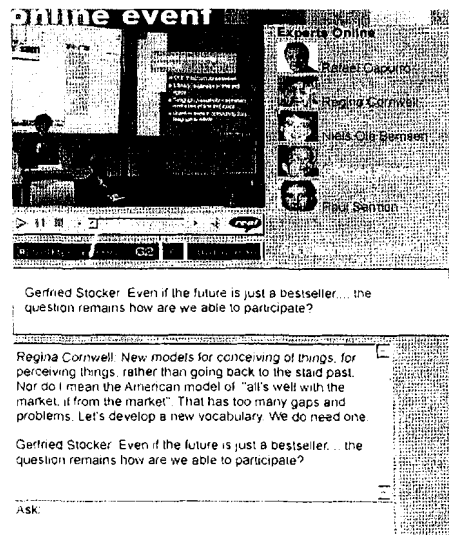 online event
Experts Online
Rafael Capurro
Regina Cornwell
Niels Ole Bernsen
Paul Sermon
real
G2
Gerfried Stocker Even if the future is just a bestseller.... the
question remains how are we able to participate?
Regina Cornwell: New models for conceiving of things, for
perceiving things, rather than going back to the staid past.
Nor do I mean the American model of "all's well with the
market, if from the market". That has too many gaps and
problems. Let's develop a new vocabulary. We do need one.
Gerfried Stocker Even if the future is just a bestseller.... the
question remains how are we able to participate?
Ask: